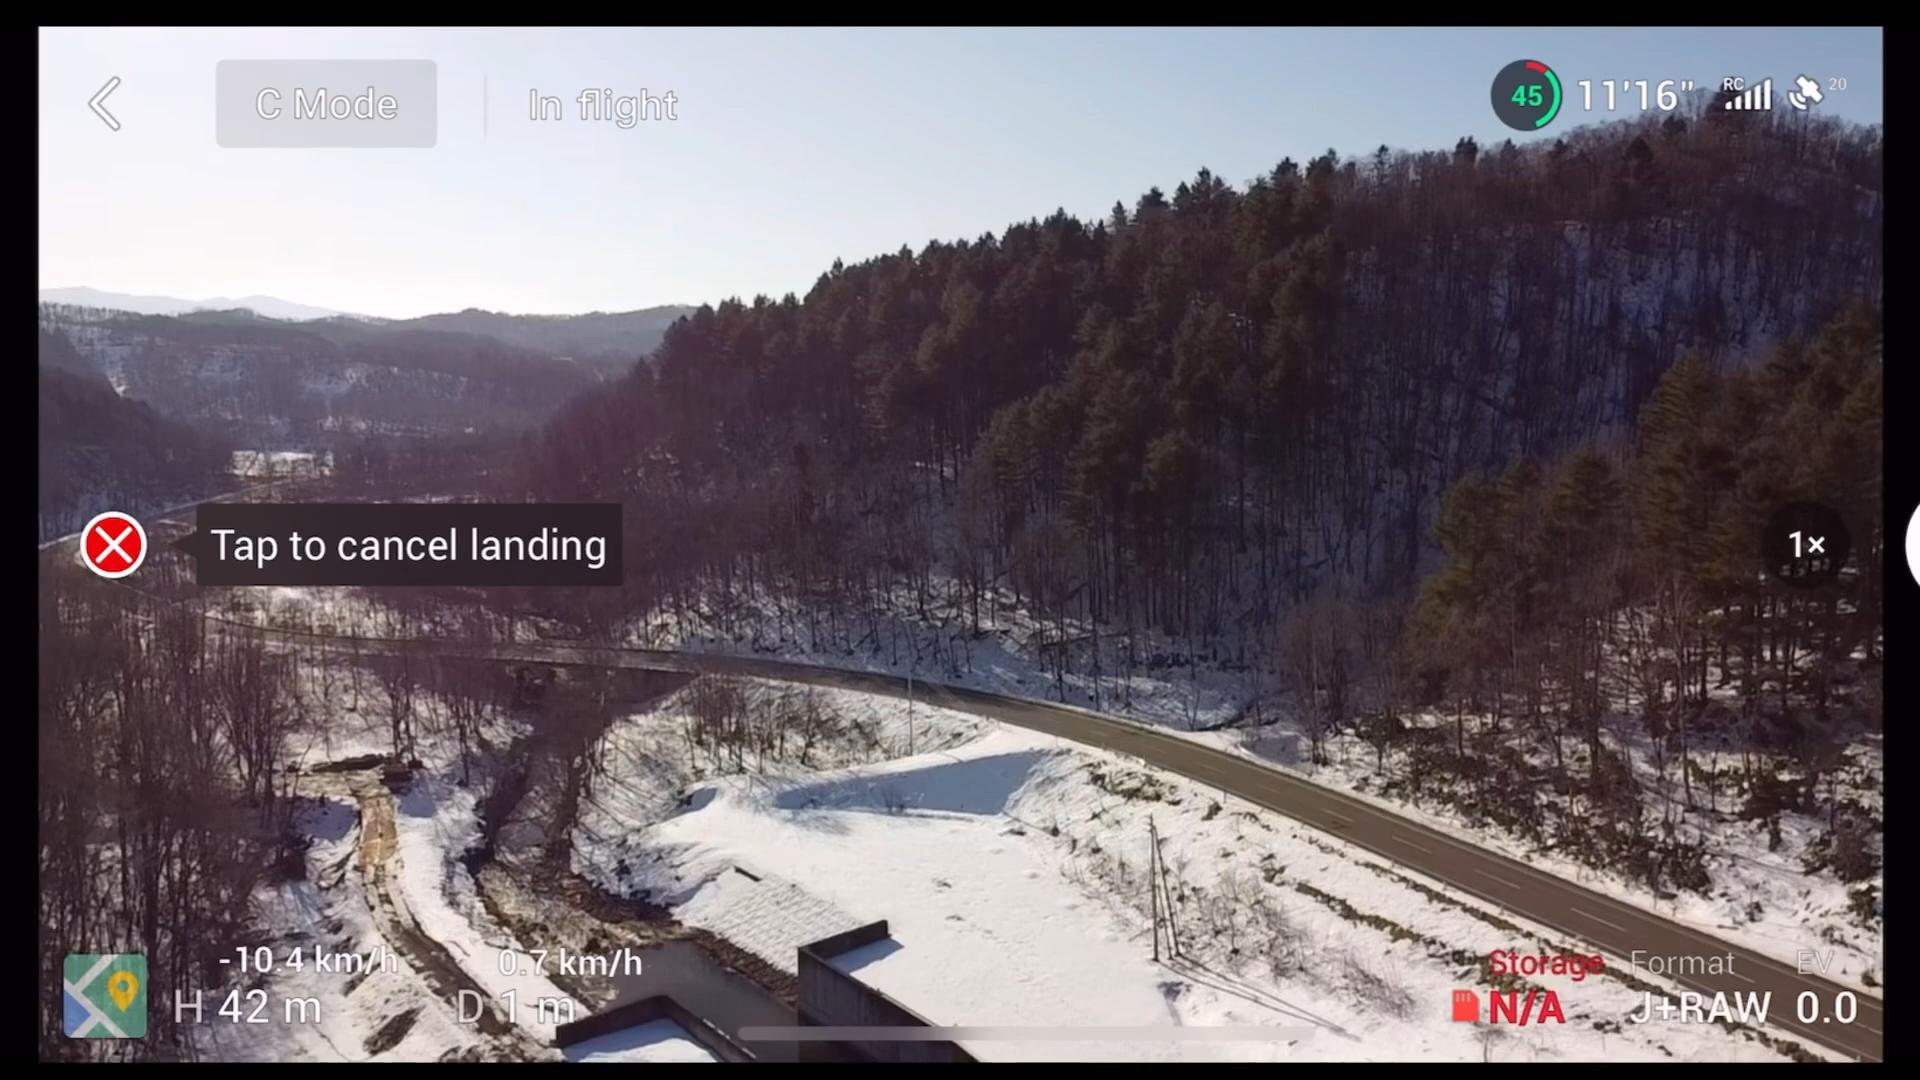 C Mode
In flight
45
11'16"
RC
20
Tap to cancel landing
1×
-10.4 km/h
0.7 km/h
H 42 m
D 1 m
Storage
N/A
Format
J+RAW
EV
0.0